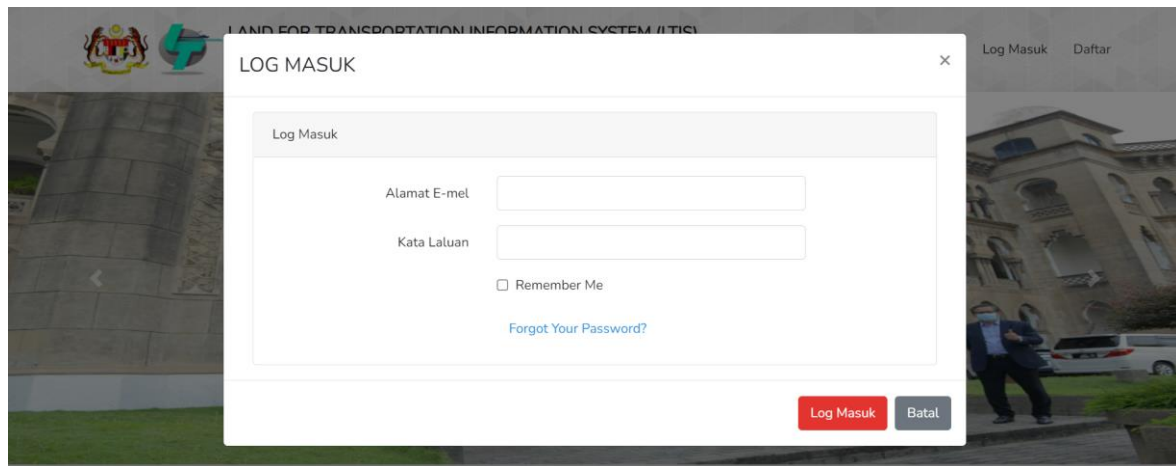 LAND FOR TRANSPORTATION INFORMATION SYSTEM (LTIS)
Log Masuk Daftar
LOG MASUK
×
Log Masuk
Alamat E-mel
Kata Laluan
Remember Me
Forgot Your Password?
Log Masuk Batal